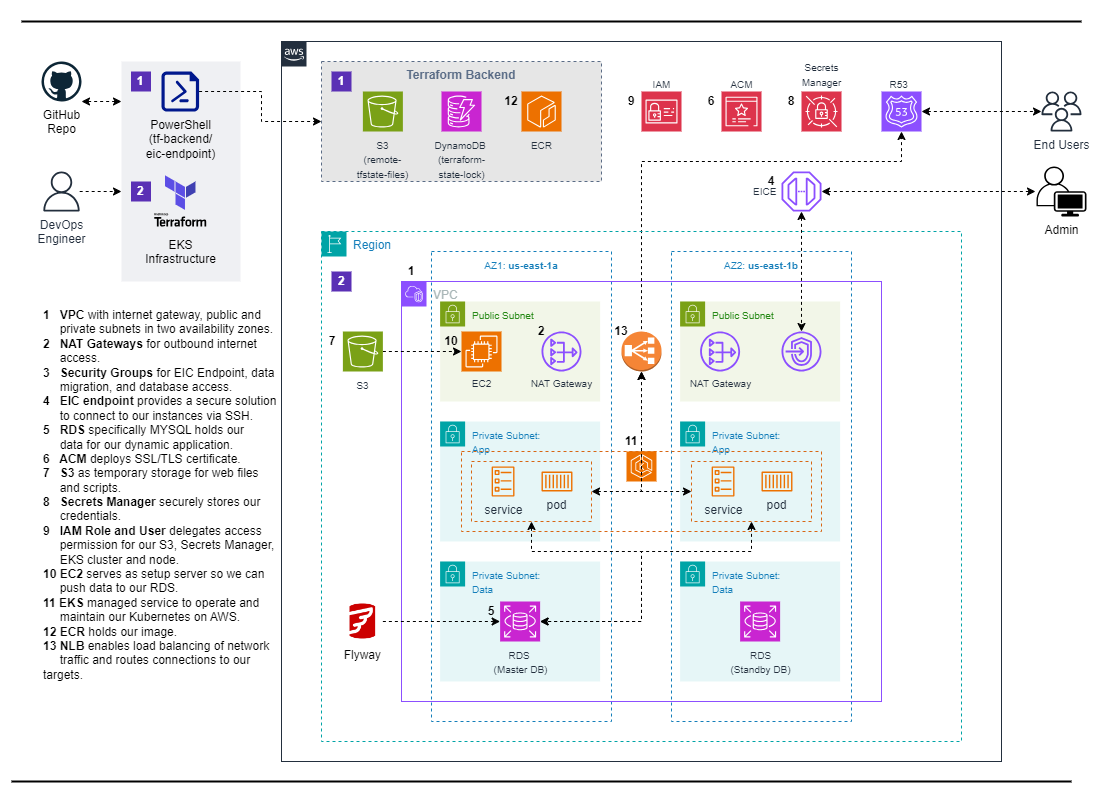 aws
GitHub
Repo
1
PowerShell
(tf-backend/
eic-endpoint)
DevOps
Engineer
2
Terraform
EKS
Infrastructure
1
Terraform Backend
S3
(remote-
tfstate-files)
DynamoDB
(terraform-
state-lock)
12
ECR
9
IAM
6
ACM
8
Secrets
Manager
R53
53
End Users
4
EICE
Admin
Region
2
1
VPC
AZ1: us-east-1a
AZ2: us-east-1b
Public Subnet
Public Subnet
7
S3
10
EC2
2
NAT Gateway
13
NAT Gateway
Private Subnet:
App
11
Private Subnet:
App
service
pod
service
pod
Private Subnet:
Data
Private Subnet:
Data
Flyway
5
RDS
(Master DB)
RDS
(Standby DB)
1 VPC with internet gateway, public and
private subnets in two availability zones.
2 NAT Gateways for outbound internet
access.
3 Security Groups for EIC Endpoint, data
migration, and database access.
4 EIC endpoint provides a secure solution
to connect to our instances via SSH.
5 RDS specifically MYSQL holds our
data for our dynamic application.
6 ACM deploys SSL/TLS certificate.
7 S3 as temporary storage for web files
and scripts.
8 Secrets Manager securely stores our
credentials.
9 IAM Role and User delegates access
permission for our S3, Secrets Manager,
EKS cluster and node.
10 EC2 serves as setup server so we can
push data to our RDS.
11 EKS managed service to operate and
maintain our Kubernetes on AWS.
12 ECR holds our image.
13 NLB enables load balancing of network
traffic and routes connections to our
targets.